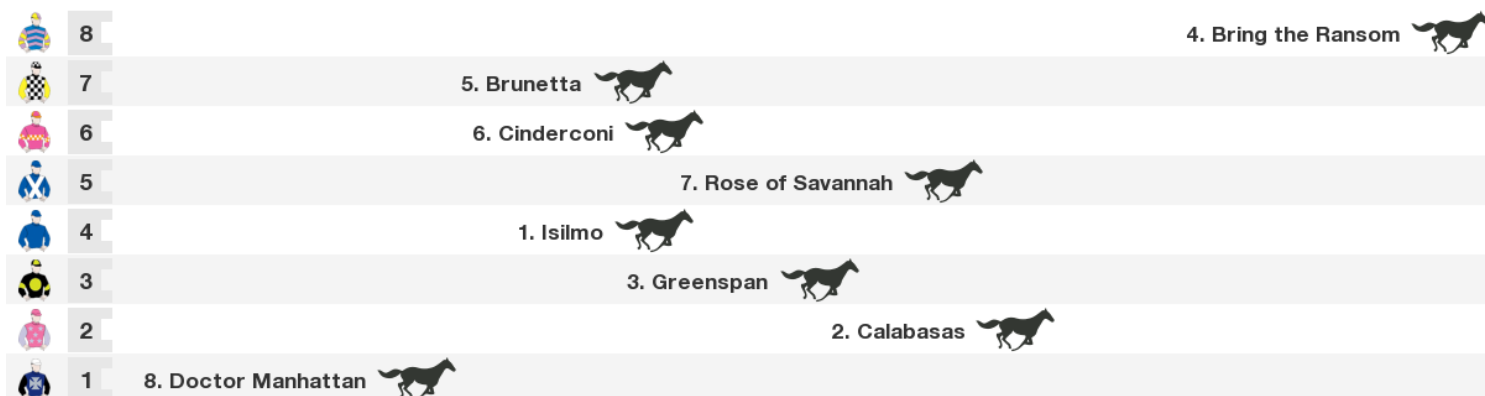 8 4. Bring the Ransom
7 5. Brunetta
6 6. Cinderconi
5 7. Rose of Savannah
4 1. Isilmo
3 3. Greenspan
2 2. Calabasas
1 8. Doctor Manhattan